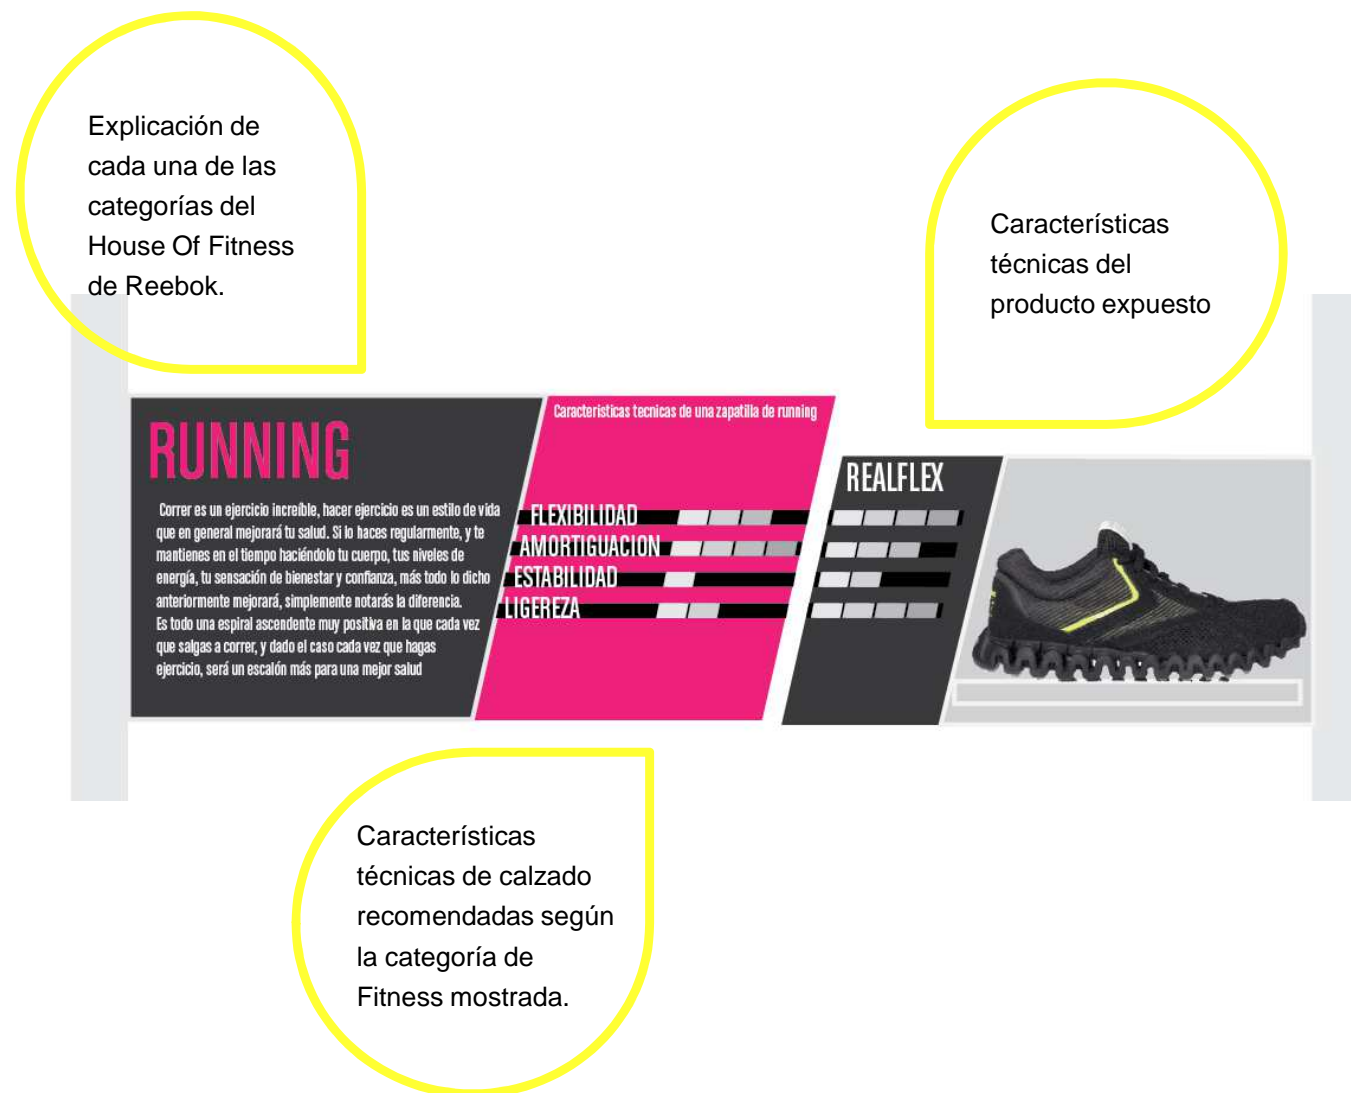 Explicación de
cada una de las
categorías del
House Of Fitness
de Reebok.
Característísticas
técnicas del
producto expuesto
RUNNING
Correr es un ejercicio increíble, hacer ejercicio es un estilo de vida
que en general mejorará tu salud. Si lo haces regularmente, y te
mantienes en el tiempo haciéndolo tu cuerpo, tus niveles de
energía, tu sensación de bienestar y confianza, más todo lo dicho
anteriormente mejorará, simplemente notarás la diferencia.
Es todo una espiral ascendente muy positiva en la que cada vez
que salgas a correr, y dado el caso cada vez que hagas
ejercicio, será un escalón más para una mejor salud
Caracteristicas tecnicas de una zapatilla de running
FLEXIBILIDAD
AMORTIGUACION
ESTABILIDAD
LIGEREZA
REALFLEX
Característísticas
técnicas de calzado
recomendadas según
la categoría de
Fitness mostrada.